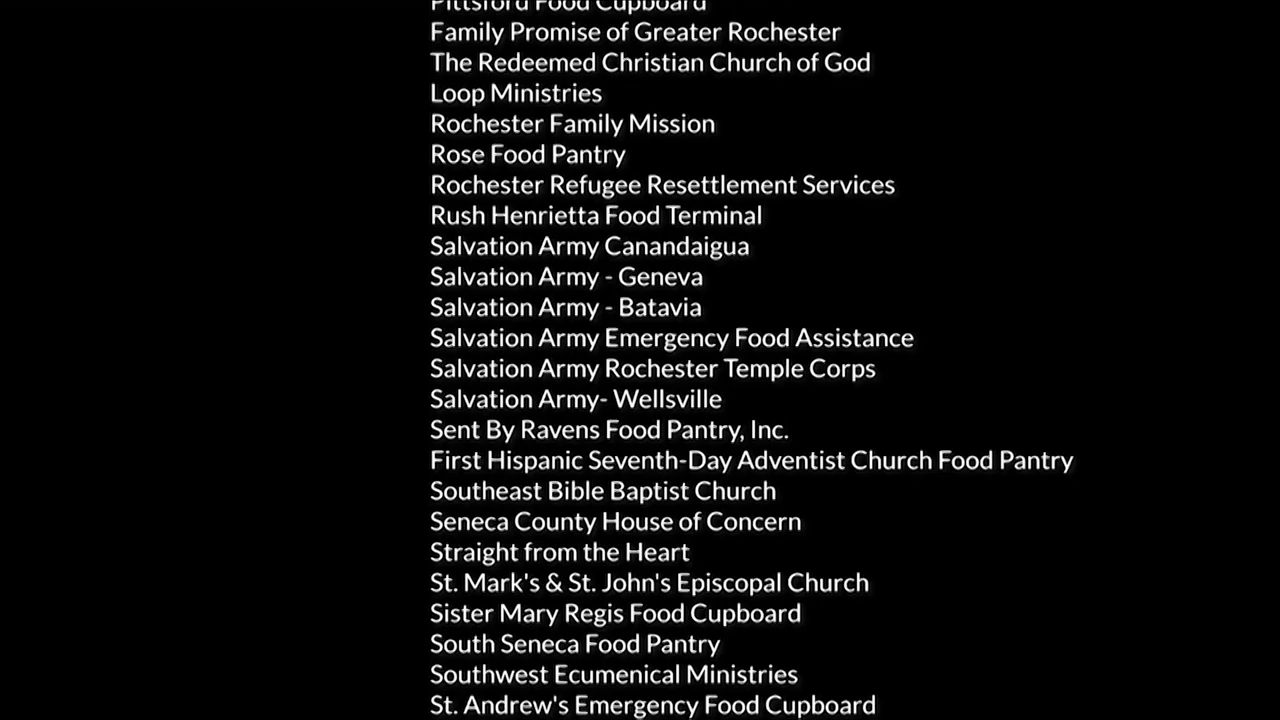 Pittsford Food Cupboard
Family Promise of Greater Rochester
The Redeemed Christian Church of God
Loop Ministries
Rochester Family Mission
Rose Food Pantry
Rochester Refugee Resettlement Services
Rush Henrietta Food Terminal
Salvation Army Canandaigua
Salvation Army - Geneva
Salvation Army - Batavia
Salvation Army Emergency Food Assistance
Salvation Army Rochester Temple Corps
Salvation Army- Wellsville
Sent By Ravens Food Pantry, Inc.
First Hispanic Seventh-Day Adventist Church Food Pantry
Southeast Bible Baptist Church
Seneca County House of Concern
Straight from the Heart
St. Mark's & St. John's Episcopal Church
Sister Mary Regis Food Cupboard
South Seneca Food Pantry
Southwest Ecumenical Ministries
St. Andrew's Emergency Food Cupboard